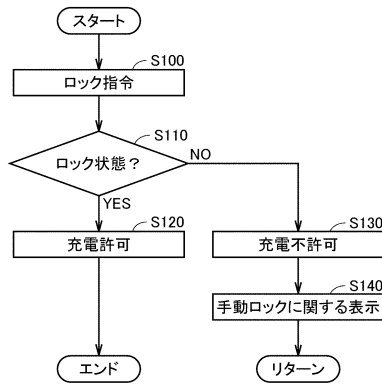 スタート
S100
ロック指令
S110
ロック状態？
NO
YES
S120
充電許可
S130
充電不許可
S140
手動ロックに関する表示
エンド
リターン